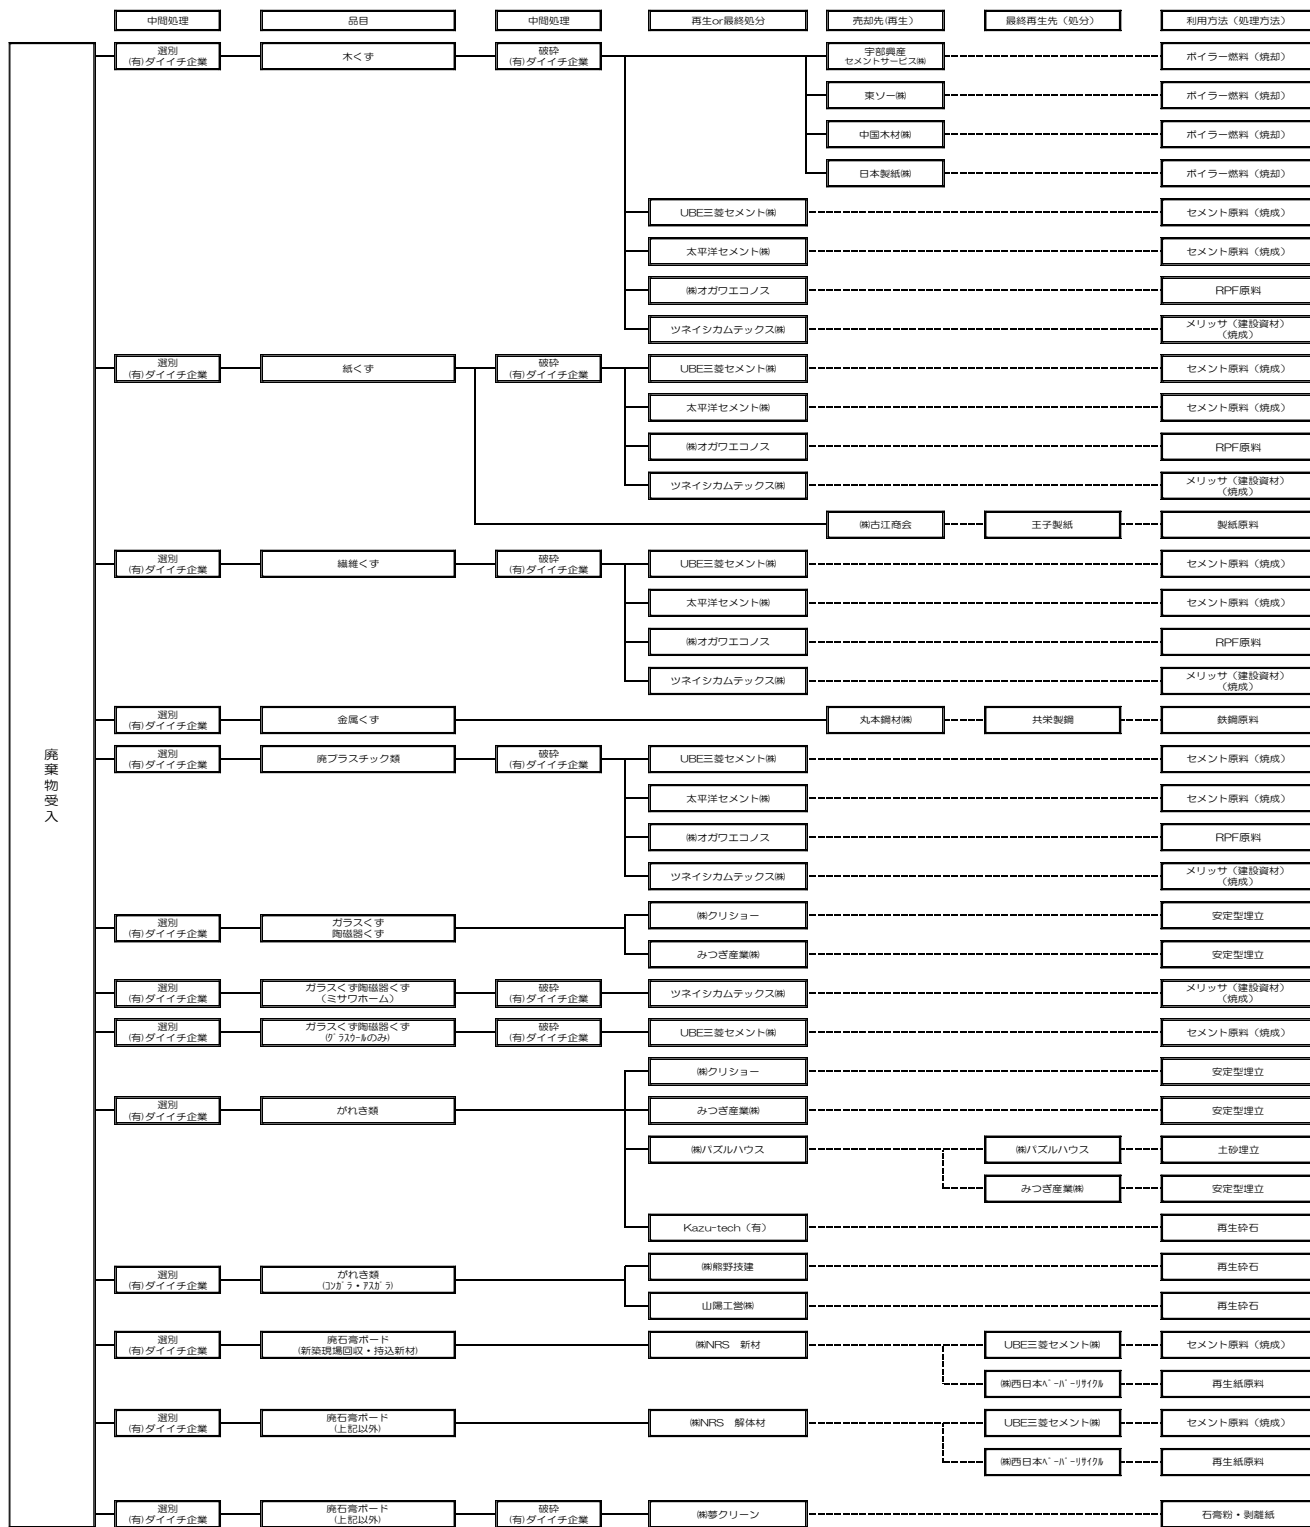 中間処理
品目
中間処理
再生or最終処分
売却先(再生)
最終再生先（処分）
利用方法（処理方法）
廃棄物受入
選別
(有)ダイイチ企業
木くず
破砕
(有)ダイイチ企業
宇部興産
セメントサービス㈱
ボイラー燃料（焼却）
東ソー㈱
ボイラー燃料（焼却）
中国木材㈱
ボイラー燃料（焼却）
日本製紙㈱
ボイラー燃料（焼却）
UBE三菱セメント㈱
セメント原料（焼成）
太平洋セメント㈱
セメント原料（焼成）
㈱オガワエコノス
RPF原料
ツネイシカムテックス㈱
メリッサ（建設資材）
（焼成）
選別
(有)ダイイチ企業
紙くず
破砕
(有)ダイイチ企業
UBE三菱セメント㈱
セメント原料（焼成）
太平洋セメント㈱
セメント原料（焼成）
㈱オガワエコノス
RPF原料
ツネイシカムテックス㈱
メリッサ（建設資材）
（焼成）
㈱古江商会
王子製紙
製紙原料
選別
(有)ダイイチ企業
繊維くず
破砕
(有)ダイイチ企業
UBE三菱セメント㈱
セメント原料（焼成）
太平洋セメント㈱
セメント原料（焼成）
㈱オガワエコノス
RPF原料
ツネイシカムテックス㈱
メリッサ（建設資材）
（焼成）
選別
(有)ダイイチ企業
金属くず
丸本鋼材㈱
共栄製鋼
鉄鋼原料
選別
(有)ダイイチ企業
廃プラスチック類
破砕
(有)ダイイチ企業
UBE三菱セメント㈱
セメント原料（焼成）
太平洋セメント㈱
セメント原料（焼成）
㈱オガワエコノス
RPF原料
ツネイシカムテックス㈱
メリッサ（建設資材）
（焼成）
選別
(有)ダイイチ企業
ガラスくず
陶磁器くず
㈱クリショー
安定型埋立
みつぎ産業㈱
安定型埋立
選別
(有)ダイイチ企業
ガラスくず陶磁器くず
（ミサワホーム）
破砕
(有)ダイイチ企業
ツネイシカムテックス㈱
メリッサ（建設資材）
（焼成）
選別
(有)ダイイチ企業
ガラスくず陶磁器くず
(ｸﾞﾗｽｳｰﾙのみ)
破砕
(有)ダイイチ企業
UBE三菱セメント㈱
セメント原料（焼成）
㈱クリショー
安定型埋立
選別
(有)ダイイチ企業
がれき類
みつぎ産業㈱
安定型埋立
㈱パズルハウス
㈱パズルハウス
土砂埋立
みつぎ産業㈱
安定型埋立
Kazu-tech（有）
再生砕石
選別
(有)ダイイチ企業
がれき類
(ｺﾝｶﾞﾗ・ｱｽｶﾞﾗ)
㈱熊野技建
再生砕石
山陽工営㈱
再生砕石
選別
(有)ダイイチ企業
廃石膏ボード
(新築現場回収・持込新材)
㈱NRS　新材
UBE三菱セメント㈱
セメント原料（焼成）
㈱西日本ﾍﾟｰﾊﾟｰﾘｻｲｸﾙ
再生紙原料
選別
(有)ダイイチ企業
廃石膏ボード
(上記以外)
㈱NRS　解体材
UBE三菱セメント㈱
セメント原料（焼成）
㈱西日本ﾍﾟｰﾊﾟｰﾘｻｲｸﾙ
再生紙原料
選別
(有)ダイイチ企業
廃石膏ボード
(上記以外)
破砕
(有)ダイイチ企業
㈱夢クリーン
石膏粉・剥離紙